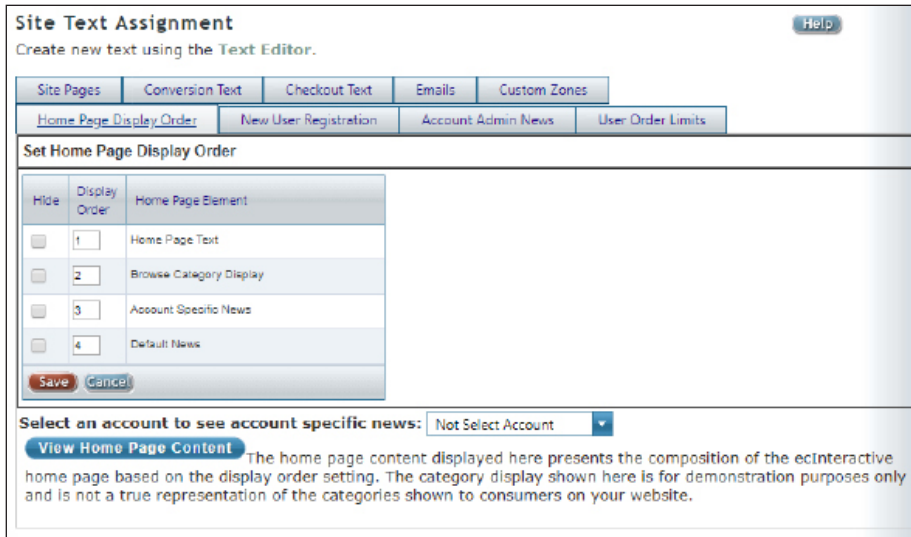 Site Text Assignment
Help
Create new text using the Text Editor.
Site Pages Conversion Text Checkout Text Emails Custom Zones
Home Page Display Order New User Registration Account Admin News User Order Limits
Set Home Page Display Order
Hide Display Order Home Page Element
1 Home Page Text
2 Browse Category Display
3 Account Specific News
4 Default News
Save Cancel
Select an account to see account specific news: Not Select Account
View Home Page Content The home page content displayed here presents the composition of the ecInteractive
home page based on the display order setting. The category display shown here is for demonstration purposes only
and is not a true representation of the categories shown to consumers on your website.